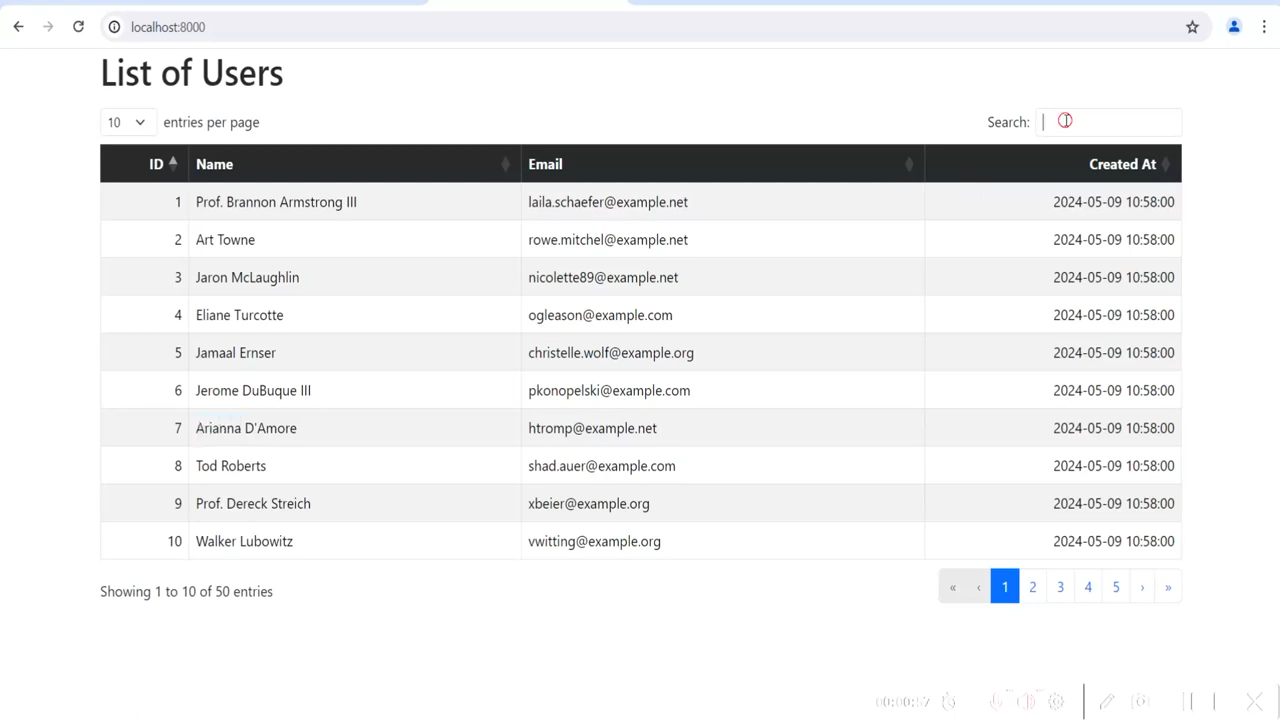 localhost:8000
List of Users
10 entries per page Search:
ID Name Email Created At
1 Prof. Brannon Armstrong III laila.schaefer@example.net 2024-05-09 10:58:00
2 Art Towne rowe.mitchel@example.net 2024-05-09 10:58:00
3 Jaron McLaughlin nicolette89@example.net 2024-05-09 10:58:00
4 Eliane Turcotte ogleason@example.com 2024-05-09 10:58:00
5 Jamaal Ernser christelle.wolf@example.org 2024-05-09 10:58:00
6 Jerome DuBuque III pkonopelski@example.com 2024-05-09 10:58:00
7 Arianna D'Amore htromp@example.net 2024-05-09 10:58:00
8 Tod Roberts shad.auer@example.com 2024-05-09 10:58:00
9 Prof. Dereck Streich xbeier@example.org 2024-05-09 10:58:00
10 Walker Lubowitz vwitting@example.org 2024-05-09 10:58:00
Showing 1 to 10 of 50 entries « ‹ 1 2 3 4 5 › »
00:00:57